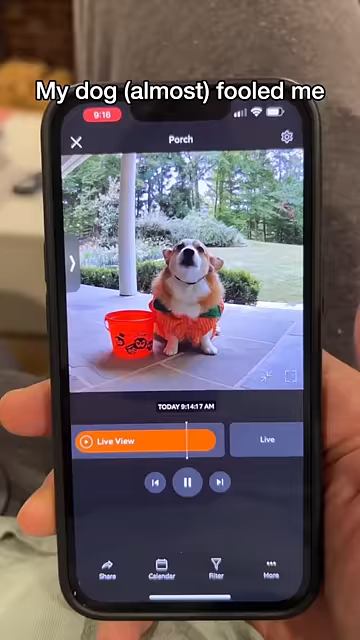 My dog (almost) fooled me
9:16
Porch
TODAY 9:14:17 AM
Live View
Live
Share
Calendar
Filter
More